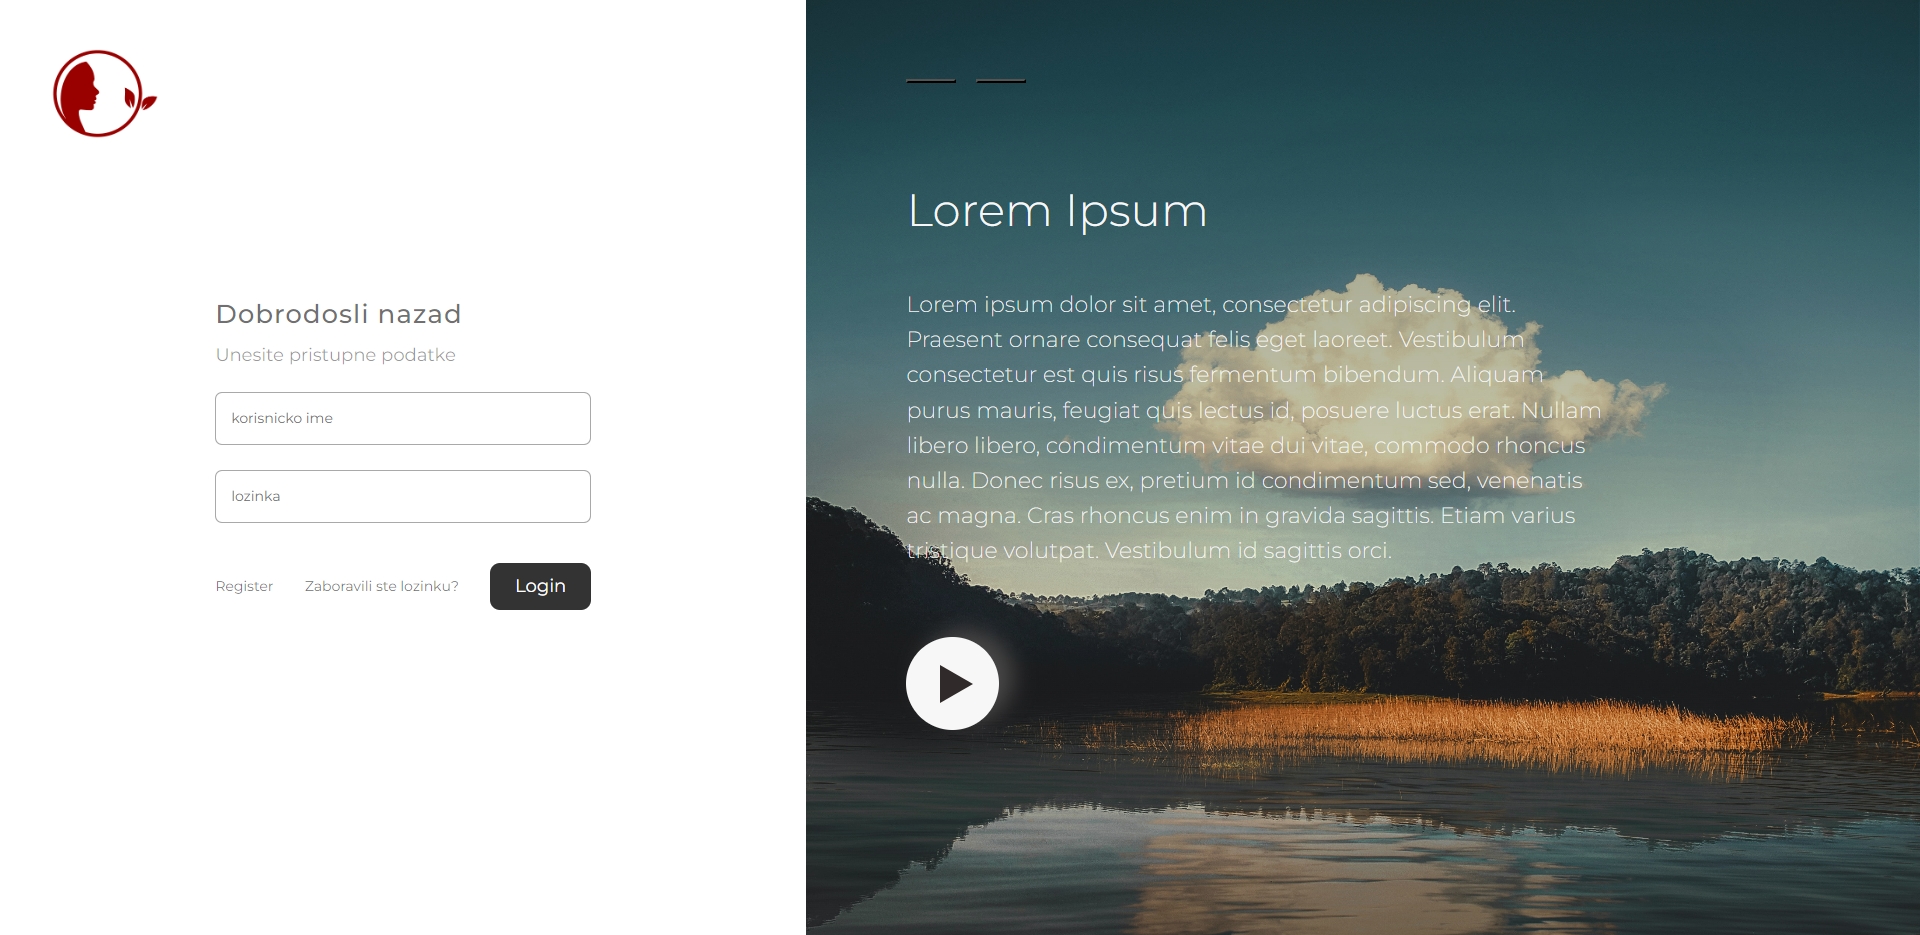 Dobrodosli nazad
Unesite pristupne podatke
korisnicko ime
lozinka
Register
Zaboravili ste lozinku?
Login
Lorem Ipsum
Lorem ipsum dolor sit amet, consectetur adipiscing elit.
Praesent ornare consequat felis eget laoreet. Vestibulum
consectetur est quis risus fermentum bibendum. Aliquam
purus mauris, feugiat quis lectus id, posuere luctus erat. Nullam
libero libero, condimentum vitae dui vitae, commodo rhoncus
nulla. Donec risus ex, pretium id condimentum sed, venenatis
ac magna. Cras rhoncus enim in gravida sagittis. Etiam varius
tristique volutpat. Vestibulum id sagittis orci.